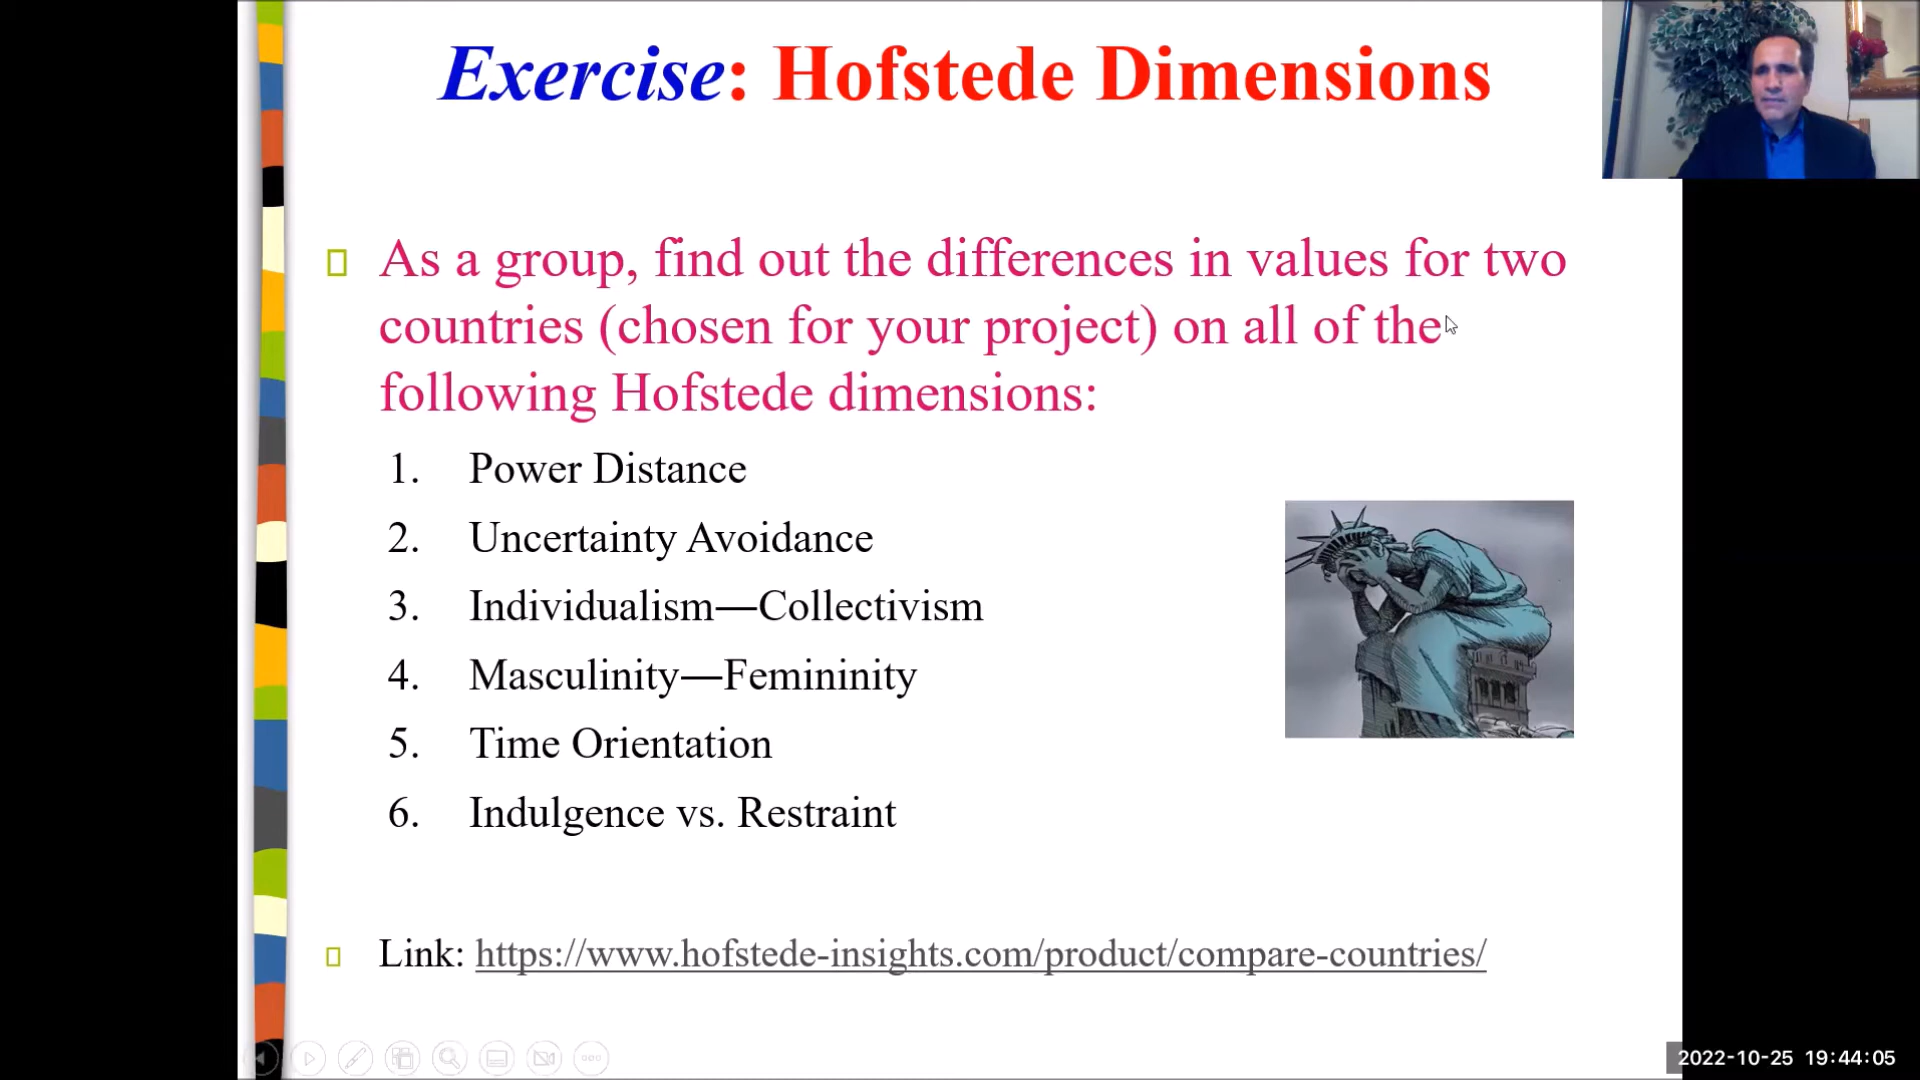 Exercise: Hofstede Dimensions
As a group, find out the differences in values for two
countries (chosen for your project) on all of the
following Hofstede dimensions:
1. Power Distance
2. Uncertainty Avoidance
3. Individualism—Collectivism
4. Masculinity—Femininity
5. Time Orientation
6. Indulgence vs. Restraint
Link: https://www.hofstede-insights.com/product/compare-countries/
2022-10-25 19:44:05